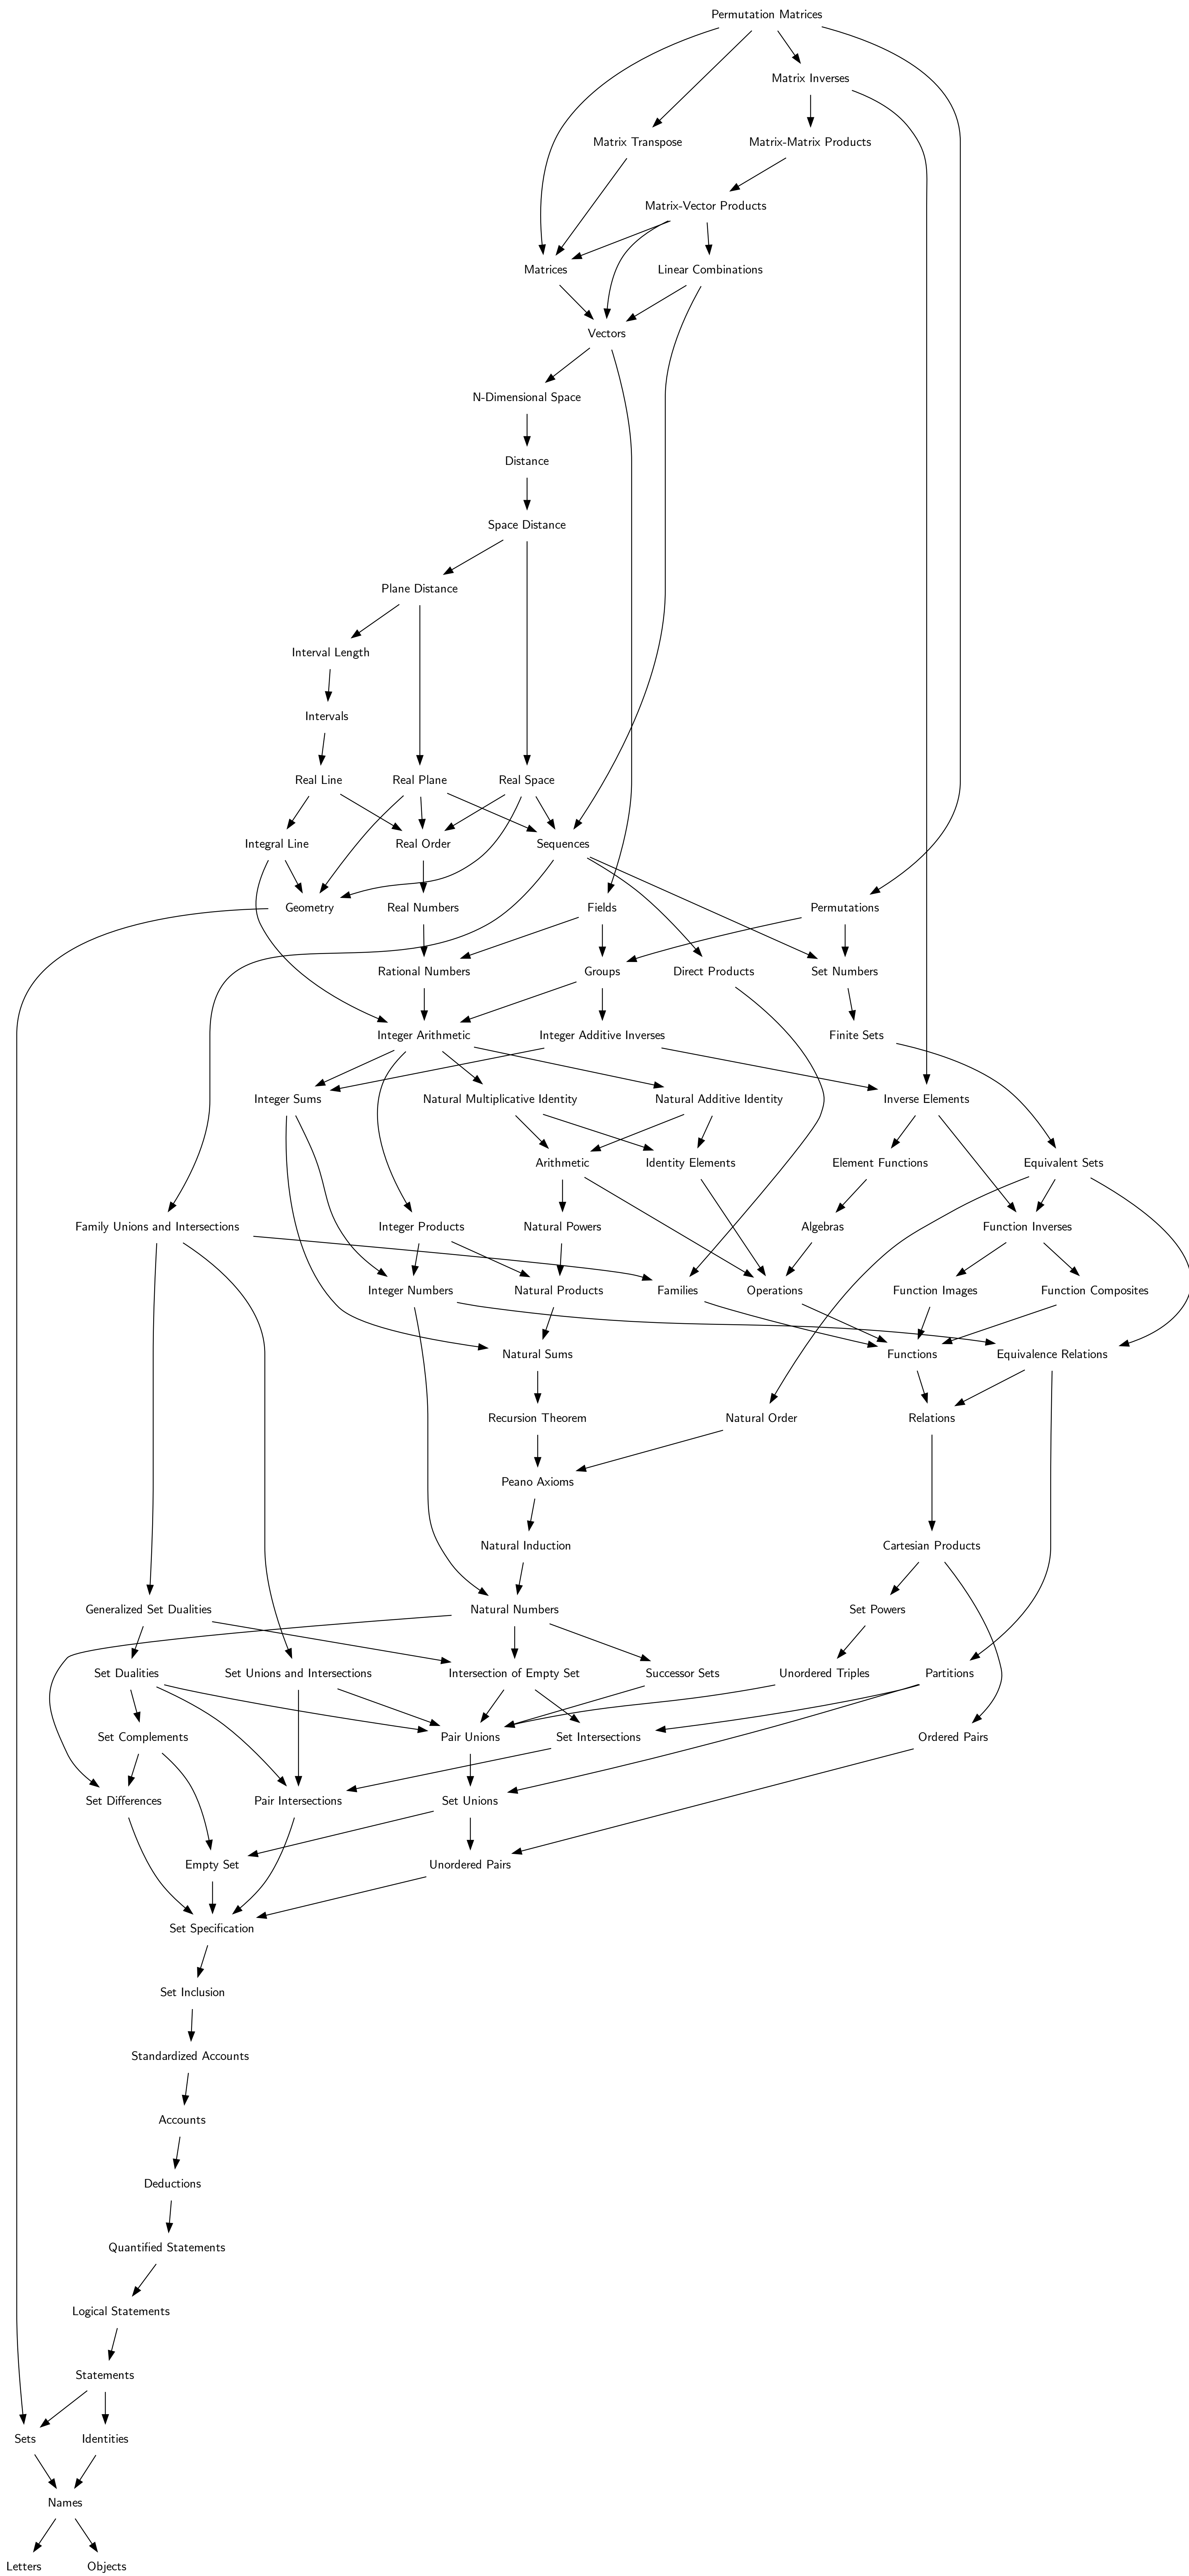 Permutation Matrices
Matrix Inverses
Matrix Transpose
Matrix-Matrix Products
Matrix-Vector Products
Matrices
Linear Combinations
Vectors
N-Dimensional Space
Distance
Space Distance
Plane Distance
Interval Length
Intervals
Real Line
Real Plane
Real Space
Integral Line
Real Order
Sequences
Geometry
Real Numbers
Fields
Permutations
Rational Numbers
Groups
Direct Products
Set Numbers
Integer Arithmetic
Integer Additive Inverses
Finite Sets
Integer Sums
Natural Multiplicative Identity
Natural Additive Identity
Inverse Elements
Arithmetic
Identity Elements
Element Functions
Equivalent Sets
Family Unions and Intersections
Integer Products
Natural Powers
Algebras
Function Inverses
Integer Numbers
Natural Products
Families
Operations
Function Images
Function Composites
Natural Sums
Functions
Equivalence Relations
Recursion Theorem
Natural Order
Relations
Peano Axioms
Natural Induction
Cartesian Products
Generalized Set Dualities
Natural Numbers
Set Powers
Set Dualities
Set Unions and Intersections
Intersection of Empty Set
Successor Sets
Unordered Triples
Partitions
Set Complements
Pair Unions
Set Intersections
Ordered Pairs
Set Differences
Pair Intersections
Set Unions
Empty Set
Unordered Pairs
Set Specification
Set Inclusion
Standardized Accounts
Accounts
Deductions
Quantified Statements
Logical Statements
Statements
Sets
Identities
Names
Letters
Objects